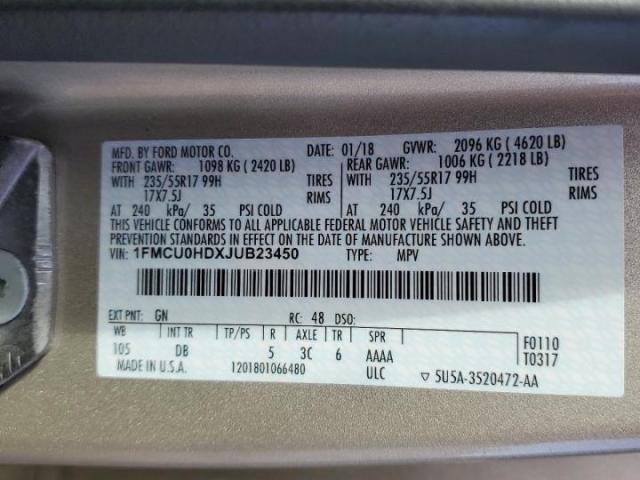 MFD. BY FORD MOTOR CO. DATE: 01/18 GVWR: 2096 KG ( 4620 LB)
FRONT GAWR: 1098 KG ( 2420 LB) REAR GAWR: 1006 KG ( 2218 LB)
WITH 235/55R17 99H TIRES WITH 235/55R17 99H TIRES
17X7.5J RIMS 17X7.5J RIMS
AT 240 kPa/ 35 PSI COLD AT 240 kPa/ 35 PSI COLD
THIS VEHICLE CONFORMS TO ALL APPLICABLE FEDERAL MOTOR VEHICLE SAFETY AND THEFT
PREVENTION STANDARDS IN EFFECT ON THE DATE OF MANUFACTURE SHOWN ABOVE.
VIN: 1FMCU0HDXJUB23450 TYPE: MPV
EXT PNT: GN RC: 48 DSO:
WB INT TR TP/PS R AXLE TR SPR F0110
105 DB 5 3C 6 AAAA T0317
MADE IN U.S.A. 1201801066480 ULC ▽ 5U5A-3520472-AA